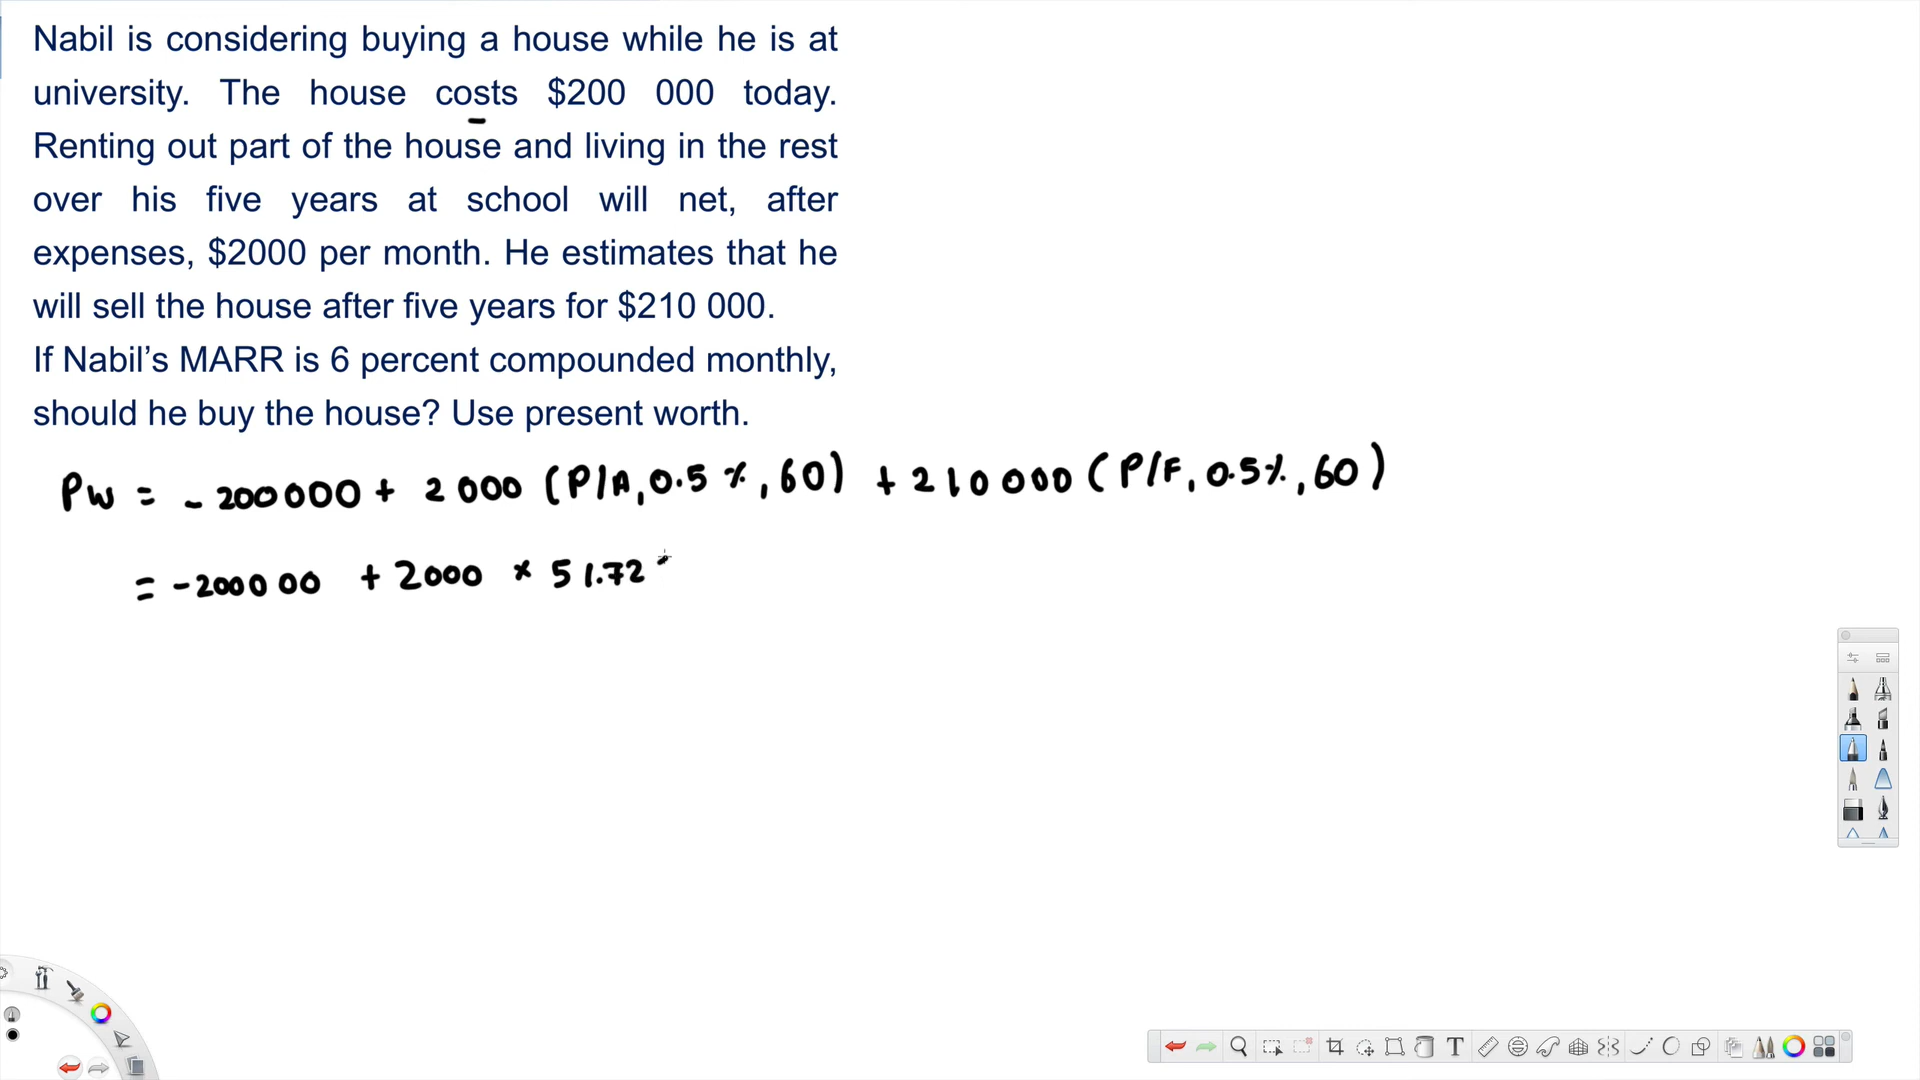 Nabil is considering buying a house while he is at
university. The house costs $200 000 today.
Renting out part of the house and living in the rest
over his five years at school will net, after
expenses, $2000 per month. He estimates that he
will sell the house after five years for $210 000.
If Nabil’s MARR is 6 percent compounded monthly,
should he buy the house? Use present worth.
PW = - 200000 + 2000 (P/A, 0.5 %, 60) + 210000 (P/F, 0.5%, 60)
= -200000 + 2000 × 51.72
T